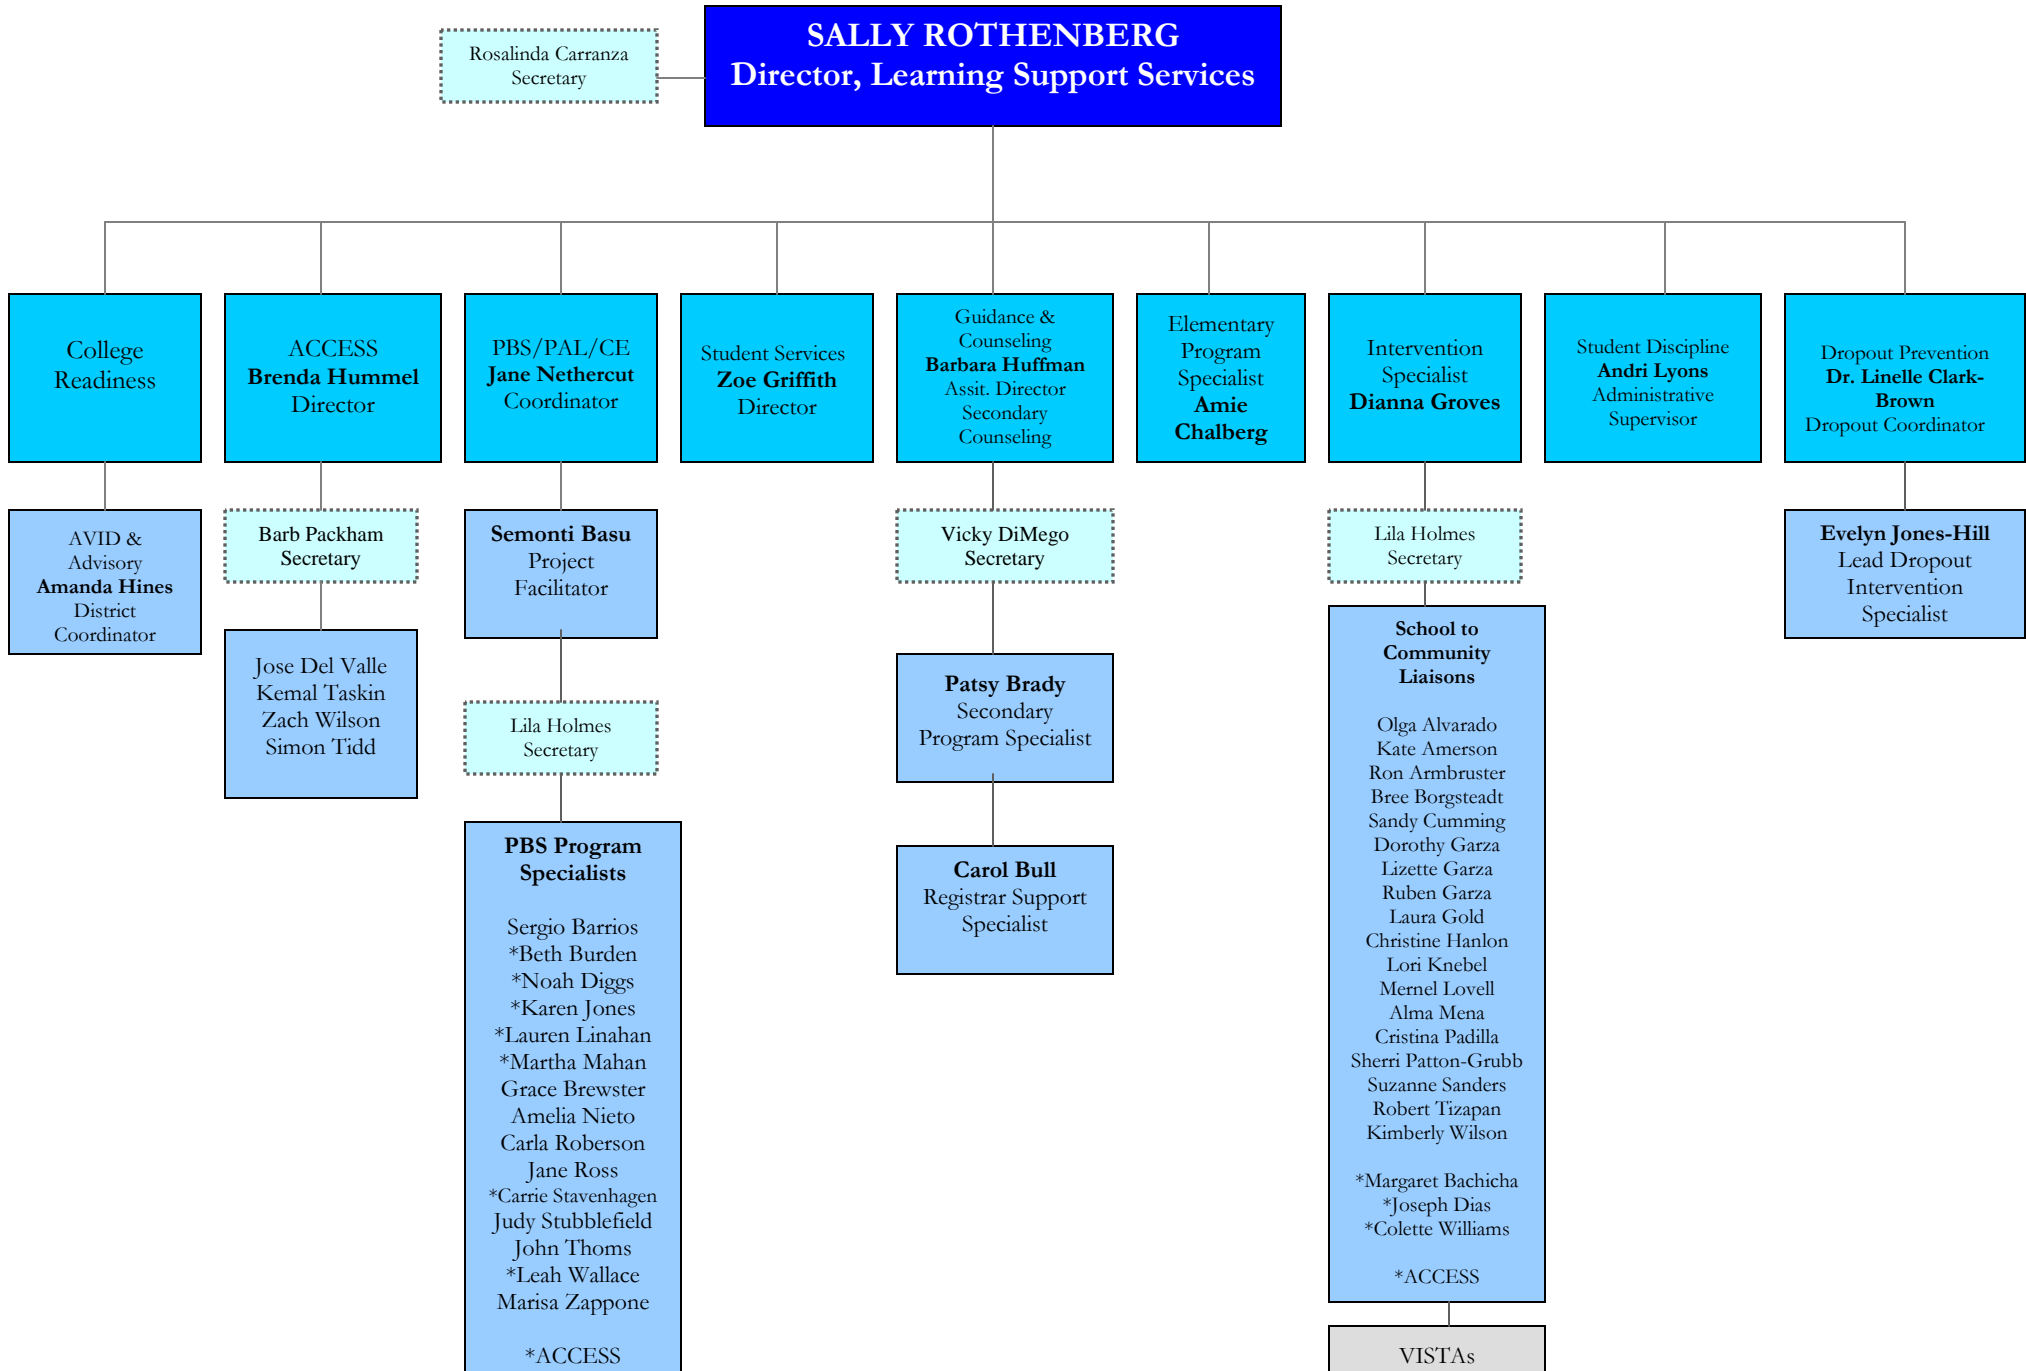 SALLY ROTHENBERG
Director, Learning Support Services
Rosalinda Carranza
Secretary
College
Readiness
ACCESS
Brenda Hummel
Director
PBS/PAL/CE
Jane Nethercut
Coordinator
Student Services
Zoe Griffith
Director
Guidance &
Counseling
Barbara Huffman
Assit. Director
Secondary
Counseling
Elementary
Program
Specialist
Amie
Chalberg
Intervention
Specialist
Dianna Groves
Student Discipline
Andri Lyons
Administrative
Supervisor
Dropout Prevention
Dr. Linelle Clark-
Brown
Dropout Coordinator
AVID &
Advisory
Amanda Hines
District
Coordinator
Barb Packham
Secretary
Jose Del Valle
Kemal Taskin
Zach Wilson
Simon Tidd
Semonti Basu
Project
Facilitator
Lila Holmes
Secretary
PBS Program
Specialists
Sergio Barrios
*Beth Burden
*Noah Diggs
*Karen Jones
*Lauren Linahan
*Martha Mahan
Grace Brewster
Amelia Nieto
Carla Roberson
Jane Ross
*Carrie Stavenhagen
Judy Stubblefield
John Thoms
*Leah Wallace
Marisa Zappone
*ACCESS
Vicky DiMego
Secretary
Patsy Brady
Secondary
Program Specialist
Carol Bull
Registrar Support
Specialist
Lila Holmes
Secretary
School to
Community
Liaisons
Olga Alvarado
Kate Amerson
Ron Armbruster
Bree Borgsteadt
Sandy Cumming
Dorothy Garza
Lizette Garza
Ruben Garza
Laura Gold
Christine Hanlon
Lori Knebel
Mernel Lovell
Alma Mena
Cristina Padilla
Sherri Patton-Grubb
Suzanne Sanders
Robert Tizapan
Kimberly Wilson
*Margaret Bachicha
*Joseph Dias
*Colette Williams
*ACCESS
VISTAs
Evelyn Jones-Hill
Lead Dropout
Intervention
Specialist